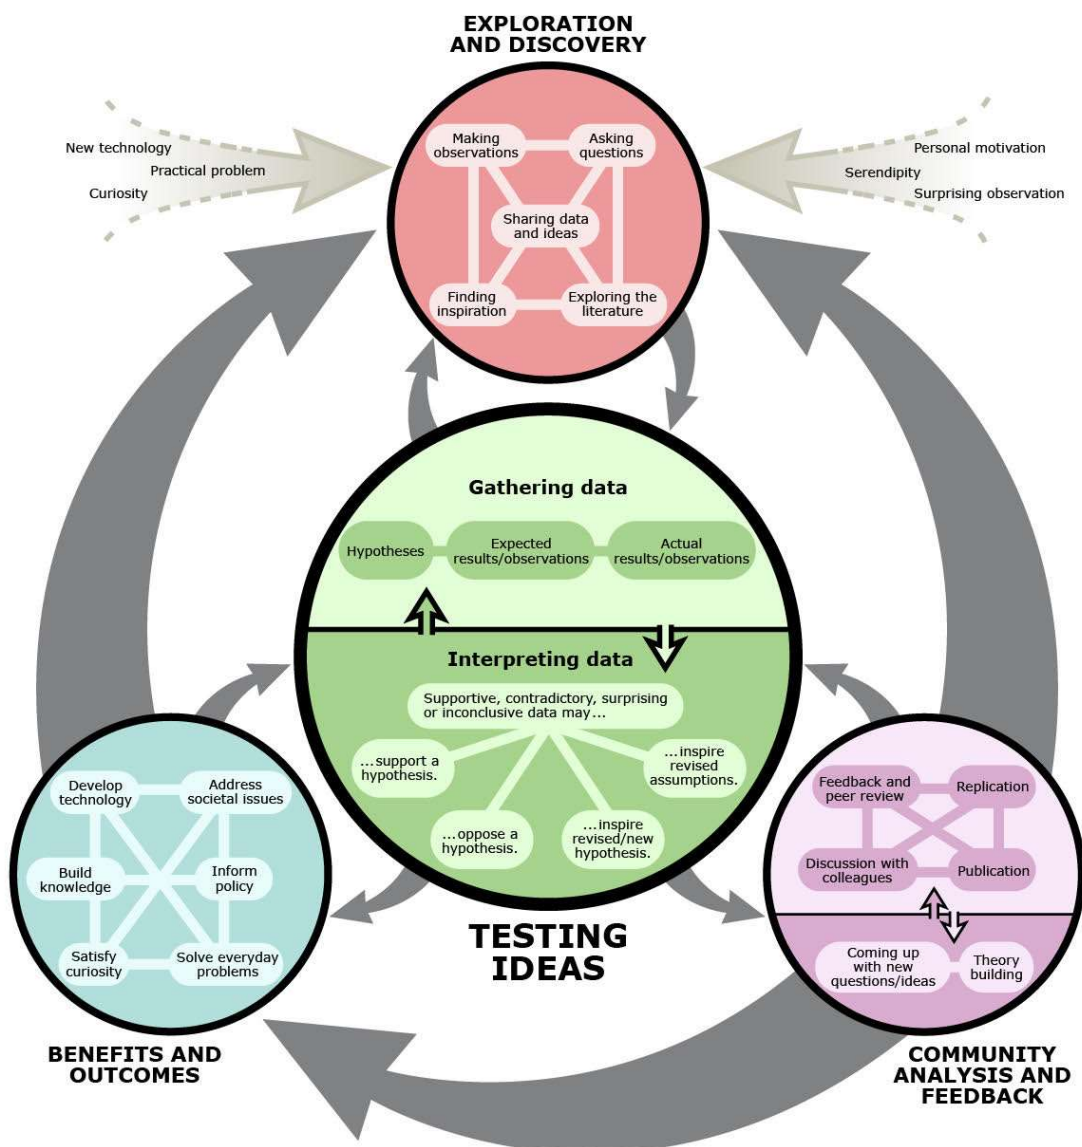 EXPLORATION
AND DISCOVERY
New technology
Practical problem
Curiosity
Personal motivation
Serendipity
Surprising observation
Making
observations
Asking
questions
Sharing data
and ideas
Finding
inspiration
Exploring the
literature
Gathering data
Hypotheses
Expected
results/observations
Actual
results/observations
Interpreting data
Supportive, contradictory, surprising
or inconclusive data may...
...support a
hypothesis.
...oppose a
hypothesis.
...inspire
revised/new
hypothesis.
...inspire
revised
assumptions.
TESTING
IDEAS
Develop
technology
Address
societal issues
Build
knowledge
Inform
policy
Satisfy
curiosity
Solve everyday
problems
BENEFITS AND
OUTCOMES
Feedback and
peer review
Replication
Discussion with
colleagues
Publication
Coming up
with new
questions/ideas
Theory
building
COMMUNITY
ANALYSIS AND
FEEDBACK